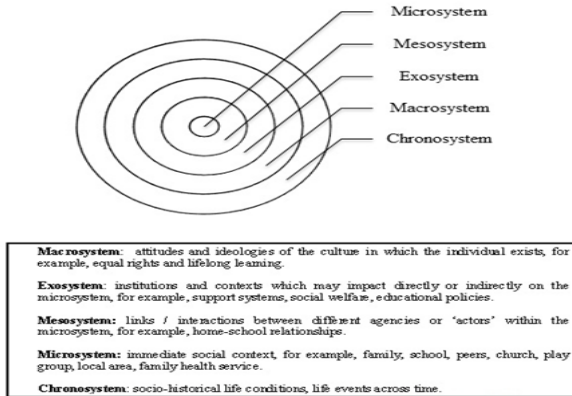 Microsystem
Mesosystem
Exosystem
Macrosystem
Chronosystem
Macrosystem: attitudes and ideologies of the culture in which the individual exists, for
example, equal rights and lifelong learning.
Exosystem: institutions and contexts which may impact directly or indirectly on the
microsystem, for example, support systems, social welfare, educational policies.
Mesosystem: links / interactions between different agencies or ‘actors’ within the
microsystem, for example, home-school relationships.
Microsystem: immediate social context, for example, family, school, peers, church, play
group, local area, family health service.
Chronosystem: socio-historical life conditions, life events across time.